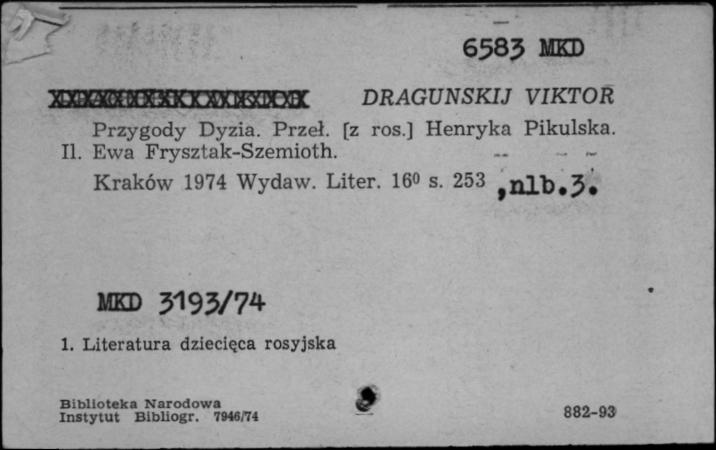 6583 MKD
DRAGUNSKIJ VIKTOR
Przygody Dyzia. Przeł. [z ros.] Henryka Pikulska.
Il. Ewa Frysztak-Szemioth.
Kraków 1974 Wydaw. Liter. 16⁰ s. 253 ,nlb.3.
MKD 3193/74
1. Literatura dziecięca rosyjska
Biblioteka Narodowa
Instytut Bibliogr. 7946/74
882-93